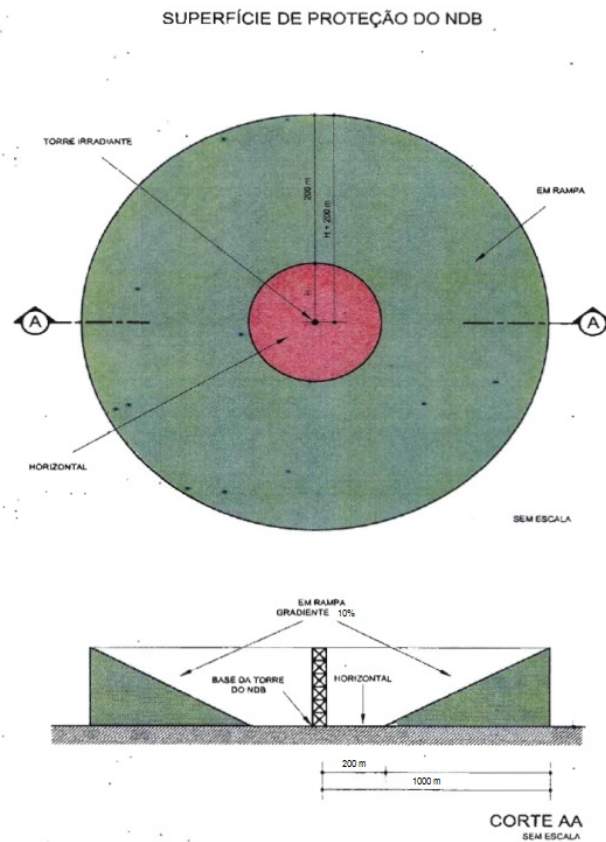 SUPERFÍCIE DE PROTEÇÃO DO NDB
TORRE IRRADIANTE
200 m
H + 200 m
EM RAMPA
A
A
HORIZONTAL
SEM ESCALA
EM RAMPA
GRADIENTE 10%
BASE DA TORRE
DO NDB
HORIZONTAL
200 m
1000 m
CORTE AA
SEM ESCALA